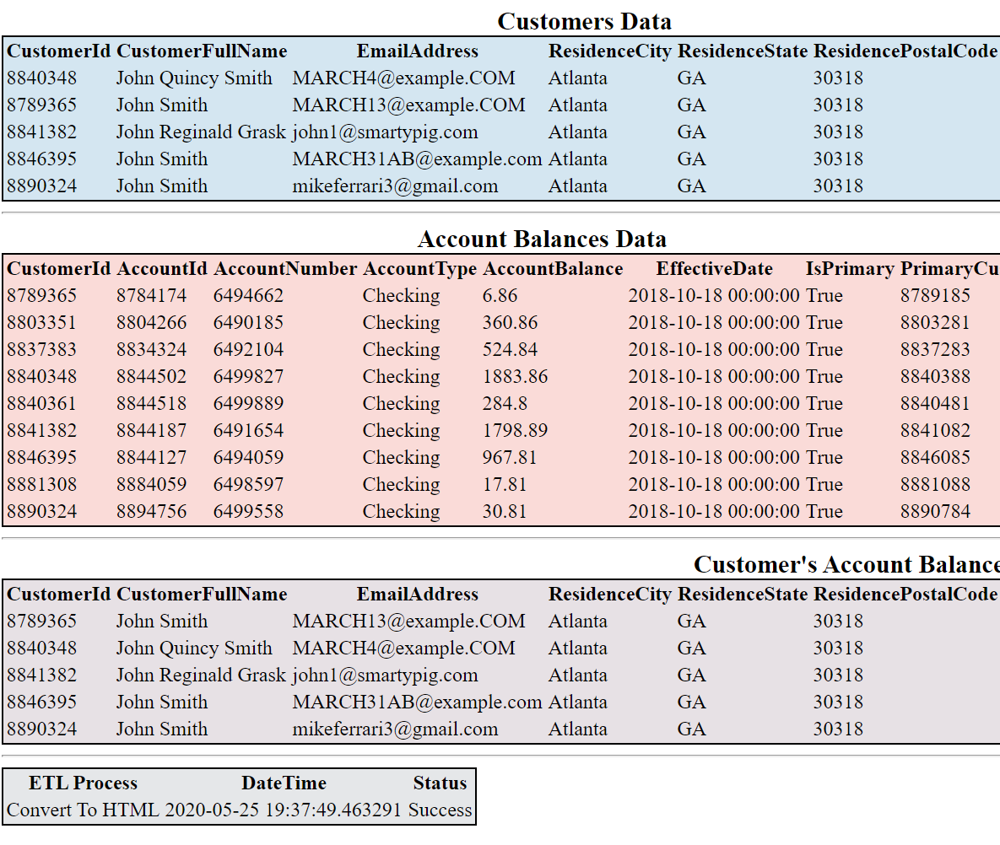 Customers Data
CustomerId CustomerFullName EmailAddress ResidenceCity ResidenceState ResidencePostalCode
8840348 John Quincy Smith MARCH4@example.COM Atlanta GA 30318
8789365 John Smith MARCH13@example.COM Atlanta GA 30318
8841382 John Reginald Grask john1@smartypig.com Atlanta GA 30318
8846395 John Smith MARCH31AB@example.com Atlanta GA 30318
8890324 John Smith mikeferrari3@gmail.com Atlanta GA 30318
Account Balances Data
CustomerId AccountId AccountNumber AccountType AccountBalance EffectiveDate IsPrimary PrimaryCu
8789365 8784174 6494662 Checking 6.86 2018-10-18 00:00:00 True 8789185
8803351 8804266 6490185 Checking 360.86 2018-10-18 00:00:00 True 8803281
8837383 8834324 6492104 Checking 524.84 2018-10-18 00:00:00 True 8837283
8840348 8844502 6499827 Checking 1883.86 2018-10-18 00:00:00 True 8840388
8840361 8844518 6499889 Checking 284.8 2018-10-18 00:00:00 True 8840481
8841382 8844187 6491654 Checking 1798.89 2018-10-18 00:00:00 True 8841082
8846395 8844127 6494059 Checking 967.81 2018-10-18 00:00:00 True 8846085
8881308 8884059 6498597 Checking 17.81 2018-10-18 00:00:00 True 8881088
8890324 8894756 6499558 Checking 30.81 2018-10-18 00:00:00 True 8890784
Customer's Account Balance
CustomerId CustomerFullName EmailAddress ResidenceCity ResidenceState ResidencePostalCode
8789365 John Smith MARCH13@example.COM Atlanta GA 30318
8840348 John Quincy Smith MARCH4@example.COM Atlanta GA 30318
8841382 John Reginald Grask john1@smartypig.com Atlanta GA 30318
8846395 John Smith MARCH31AB@example.com Atlanta GA 30318
8890324 John Smith mikeferrari3@gmail.com Atlanta GA 30318
ETL Process DateTime Status
Convert To HTML 2020-05-25 19:37:49.463291 Success